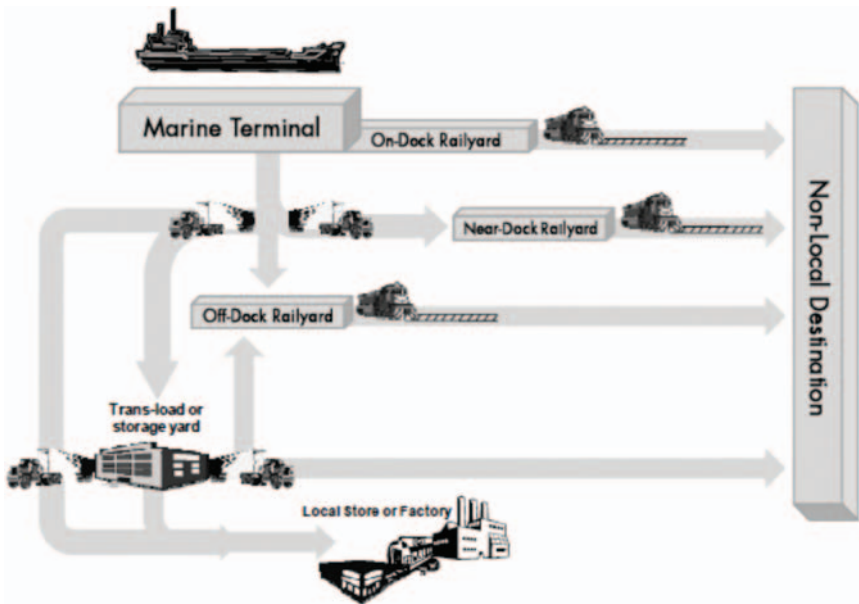 Marine Terminal
On-Dock Railyard
Near-Dock Railyard
Off-Dock Railyard
Non-Local Destination
Trans-load or
storage yard
Local Store or Factory